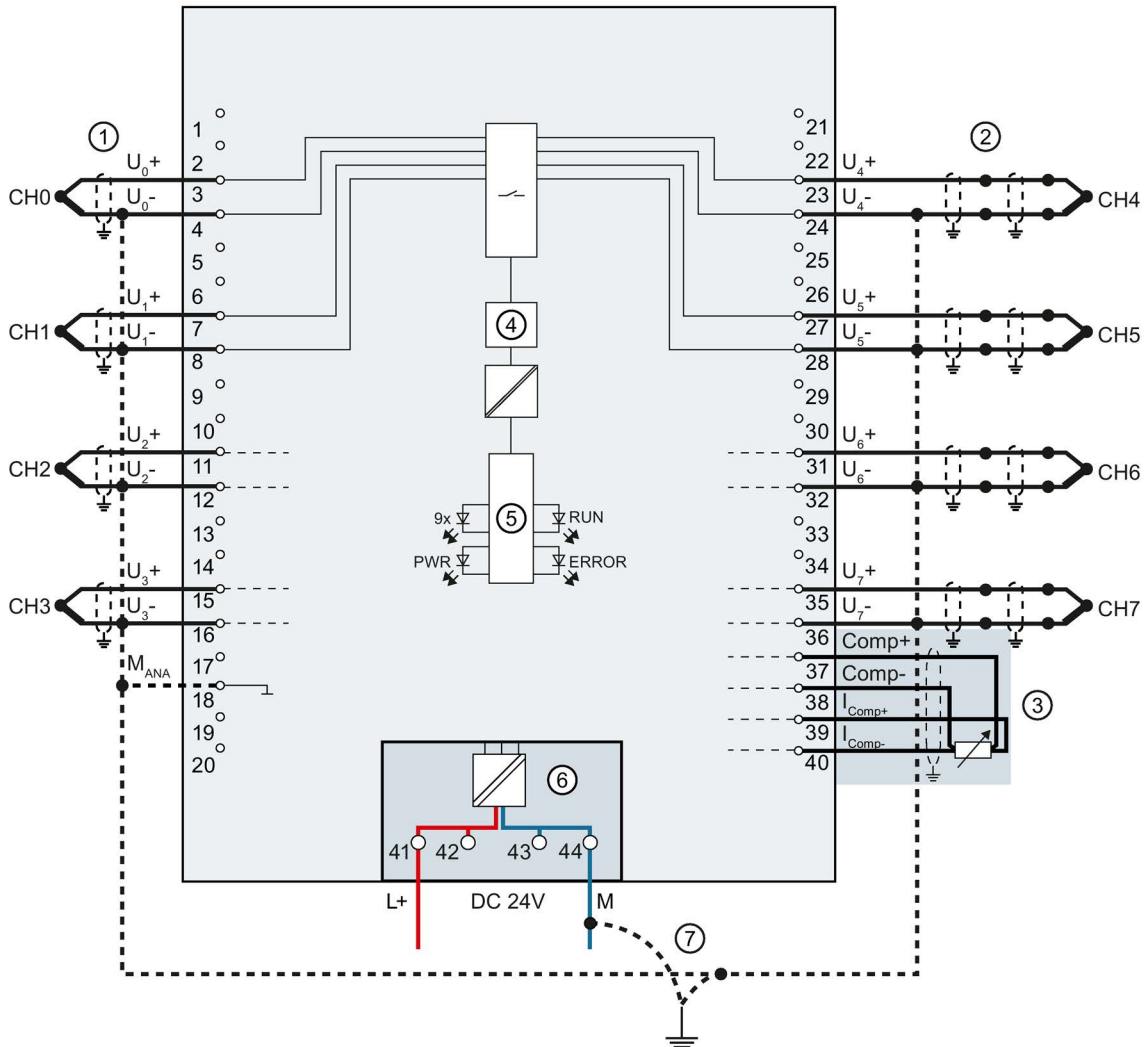 1 21
① ②
U₀+ 2 22 U₄+
CH0 U₀- 3 23 U₄- CH4
4 24
5 25
U₁+ 6 26 U₅+
CH1 U₁- 7 ④ 27 U₅- CH5
8 28
9 29
U₂+ 10 30 U₆+
CH2 U₂- 11 31 U₆- CH6
12 32
13 9x ⑤ RUN 33
U₃+ 14 PWR ERROR 34 U₇+
CH3 U₃- 15 35 U₇- CH7
16 36 Comp+
M_ANA 17 37 Comp-
18 38 I_Comp+ ③
19 39 I_Comp-
20 40
⑥
41 42 43 44
L+ DC 24V M
⑦